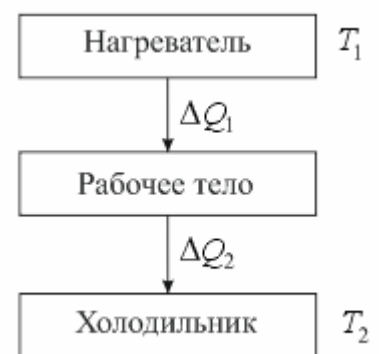 Нагреватель T₁
ΔQ₁
Рабочее тело
ΔQ₂
Холодильник T₂